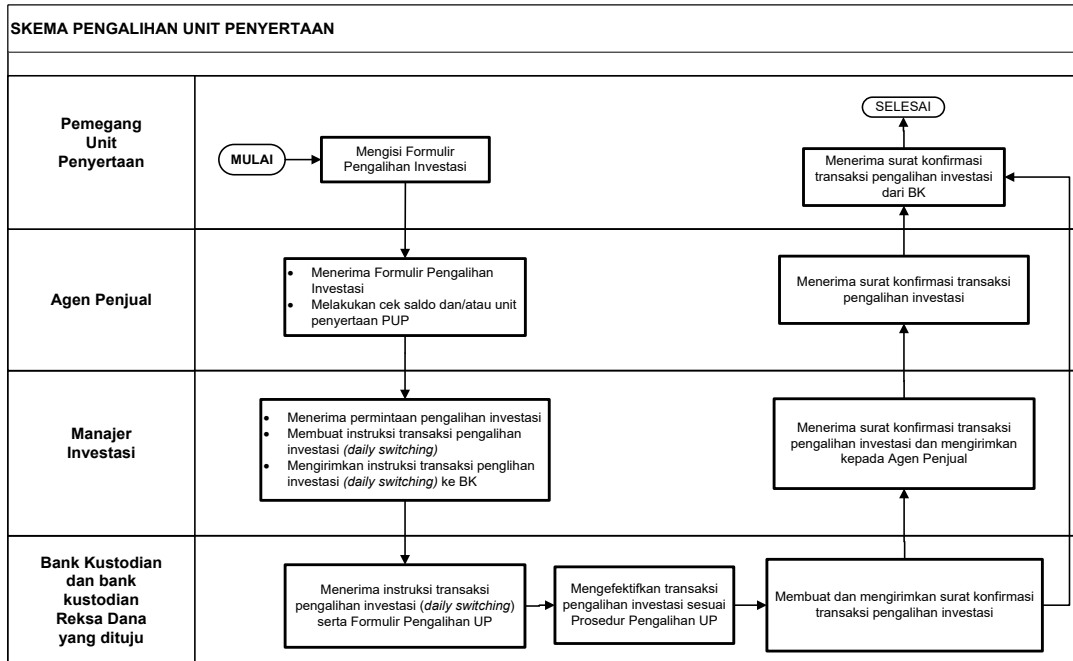 SKEMA PENGALIHAN UNIT PENYERTAAN
Pemegang
Unit
Penyertaan
MULAI
Mengisi Formulir
Pengalihan Investasi
SELESAI
Menerima surat konfirmasi
transaksi pengalihan investasi
dari BK
Agen Penjual
• Menerima Formulir Pengalihan
Investasi
• Melakukan cek saldo dan/atau unit
penyertaan PUP
Menerima surat konfirmasi transaksi
pengalihan investasi
Manajer
Investasi
• Menerima permintaan pengalihan investasi
• Membuat instruksi transaksi pengalihan
investasi (daily switching)
• Mengirimkan instruksi transaksi penglihan
investasi (daily switching) ke BK
Menerima surat konfirmasi transaksi
pengalihan investasi dan mengirimkan
kepada Agen Penjual
Bank Kustodian
dan bank
kustodian
Reksa Dana
yang dituju
Menerima instruksi transaksi
pengalihan investasi (daily switching)
serta Formulir Pengalihan UP
Mengefektifkan transaksi
pengalihan investasi sesuai
Prosedur Pengalihan UP
Membuat dan mengirimkan surat konfirmasi
transaksi pengalihan investasi